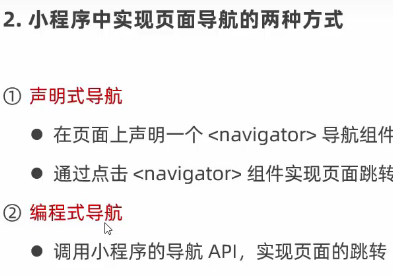 2. 小程序中实现页面导航的两种方式
① 声明式导航
● 在页面上声明一个 <navigator> 导航组件
● 通过点击 <navigator> 组件实现页面跳转
② 编程式导航
● 调用小程序的导航 API，实现页面的跳转